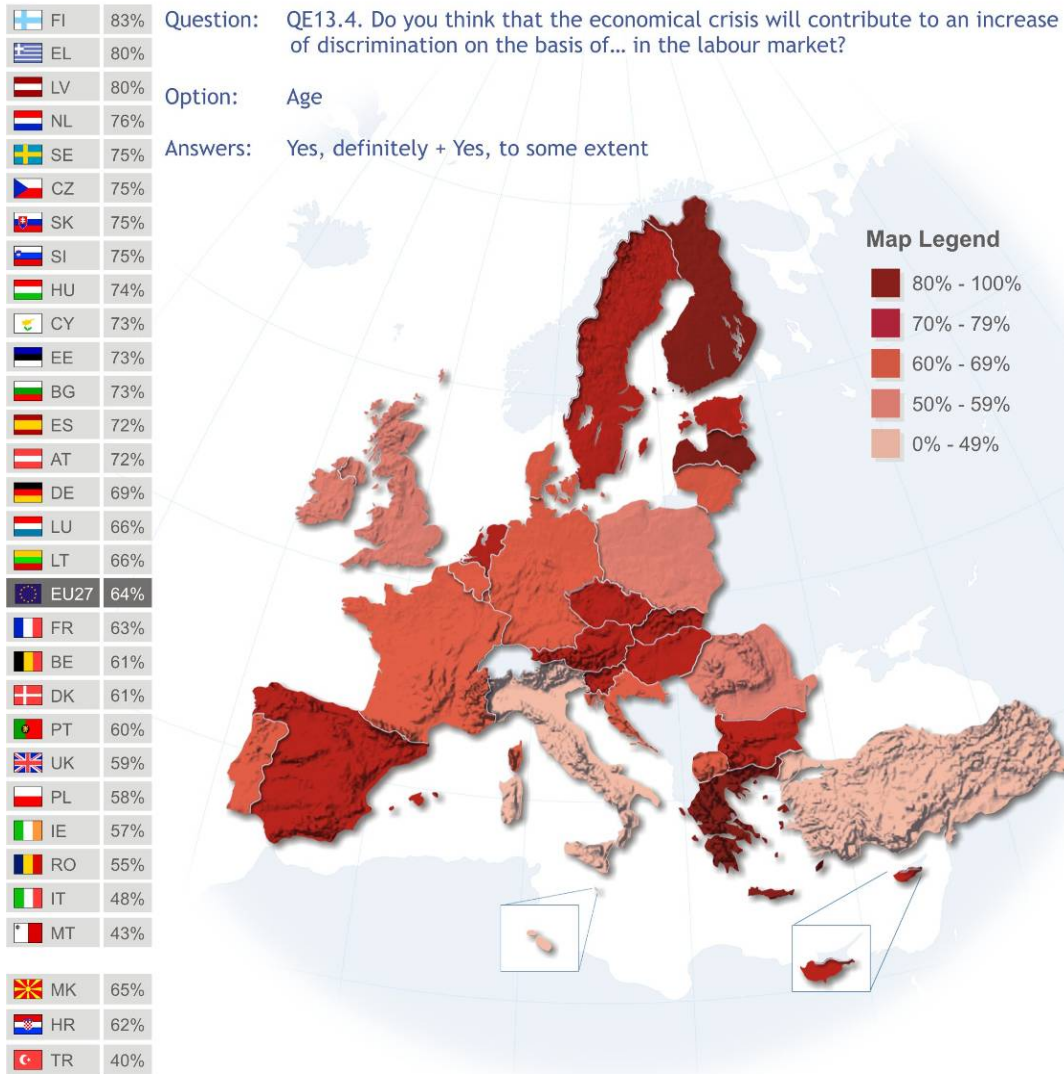 FI 83%
EL 80%
LV 80%
NL 76%
SE 75%
CZ 75%
SK 75%
SI 75%
HU 74%
CY 73%
EE 73%
BG 73%
ES 72%
AT 72%
DE 69%
LU 66%
LT 66%
EU27 64%
FR 63%
BE 61%
DK 61%
PT 60%
UK 59%
PL 58%
IE 57%
RO 55%
IT 48%
MT 43%
MK 65%
HR 62%
TR 40%
Question: QE13.4. Do you think that the economical crisis will contribute to an increase
of discrimination on the basis of... in the labour market?
Option: Age
Answers: Yes, definitely + Yes, to some extent
Map Legend
80% - 100%
70% - 79%
60% - 69%
50% - 59%
0% - 49%